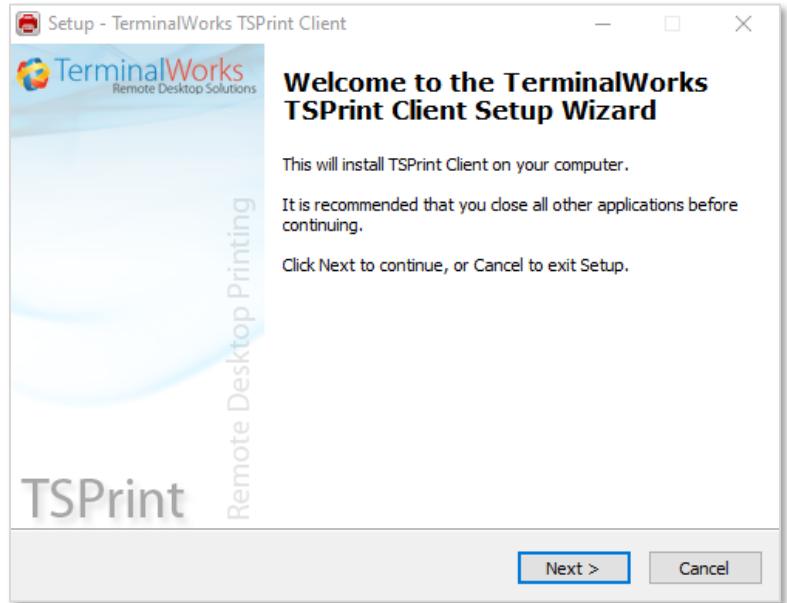 Setup - TerminalWorks TSPrint Client
TerminalWorks
Remote Desktop Solutions
Welcome to the TerminalWorks
TSPrint Client Setup Wizard
This will install TSPrint Client on your computer.
It is recommended that you close all other applications before
continuing.
Click Next to continue, or Cancel to exit Setup.
Remote Desktop Printing
TSPrint
Next >
Cancel